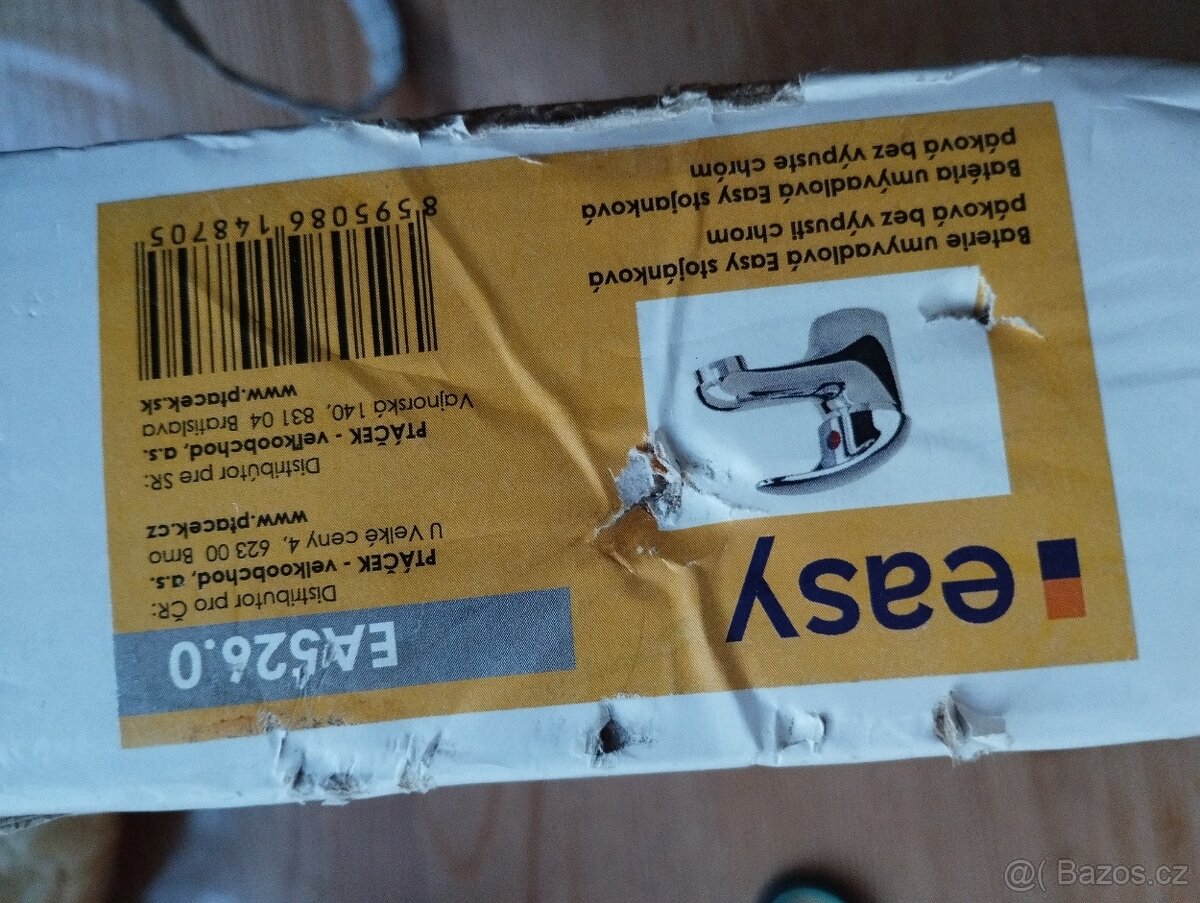 easy
EA526.0
Baterie umyvadlová Easy stojánková
páková bez výpusti chrom
Batéria umývadlová Easy stojanková
páková bez výpuste chróm
Distributor pro ČR:
PTÁČEK - velkoobchod, a.s.
U Velké ceny 4, 623 00 Brno
www.ptacek.cz
Distribútor pre SR:
PTÁČEK - veľkoobchod, a.s.
Vajnorská 140, 831 04 Bratislava
www.ptacek.sk
8595086148705
@( Bazos.cz